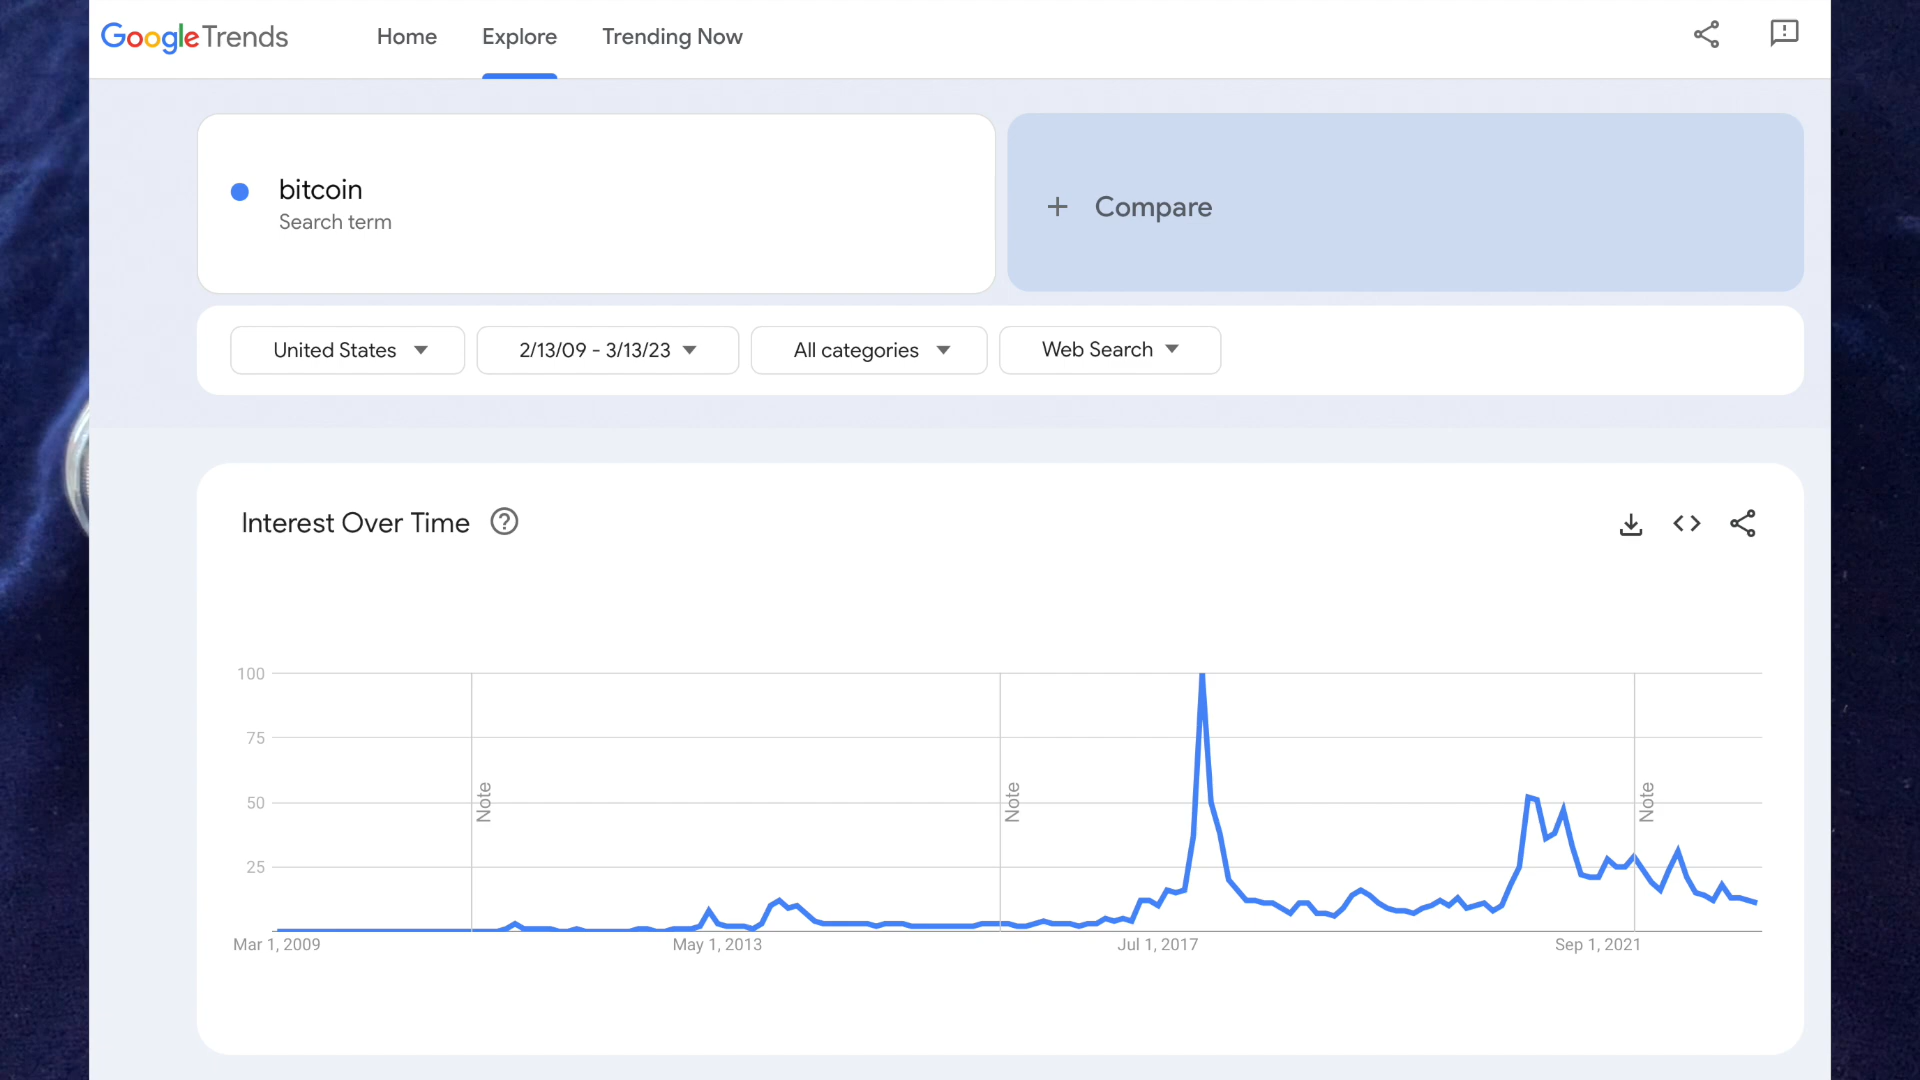 Google Trends
Home
Explore
Trending Now
bitcoin
Search term
+ Compare
United States
2/13/09 - 3/13/23
All categories
Web Search
Interest Over Time
100
75
50
25
Note
Note
Note
Mar 1, 2009
May 1, 2013
Jul 1, 2017
Sep 1, 2021